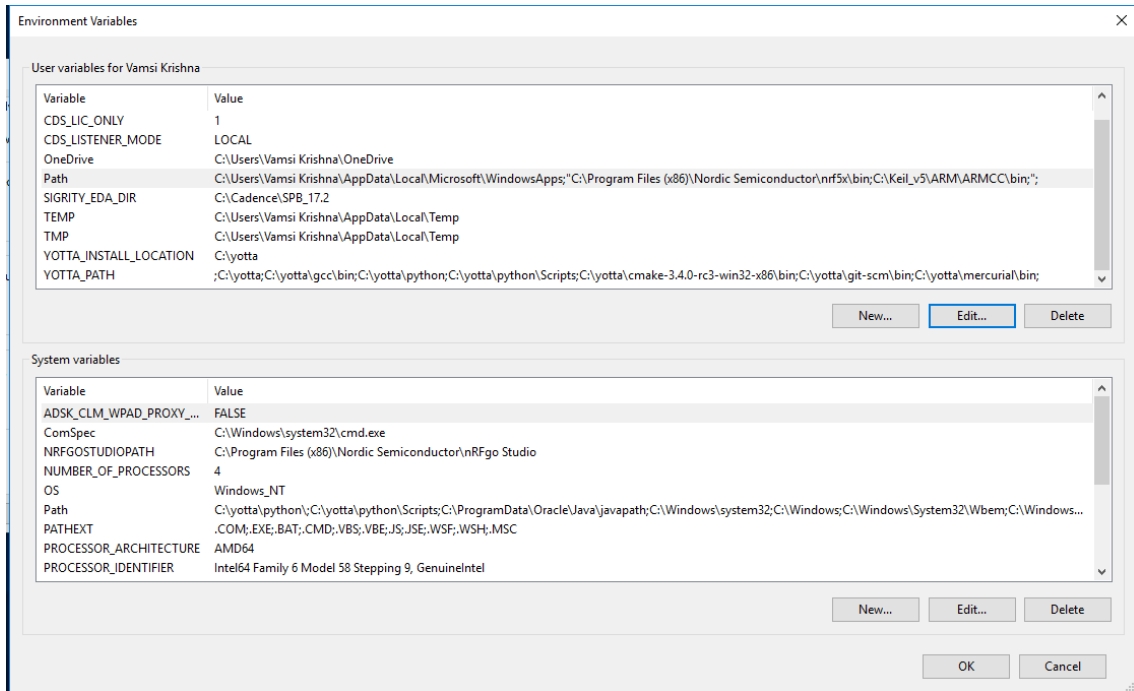 Environment Variables
User variables for Vamsi Krishna
Variable Value
CDS_LIC_ONLY 1
CDS_LISTENER_MODE LOCAL
OneDrive C:\Users\Vamsi Krishna\OneDrive
Path C:\Users\Vamsi Krishna\AppData\Local\Microsoft\WindowsApps;"C:\Program Files (x86)\Nordic Semiconductor\nrf5x\bin;C:\Keil_v5\ARM\ARMCC\bin;";
SIGRITY_EDA_DIR C:\Cadence\SPB_17.2
TEMP C:\Users\Vamsi Krishna\AppData\Local\Temp
TMP C:\Users\Vamsi Krishna\AppData\Local\Temp
YOTTA_INSTALL_LOCATION C:\yotta
YOTTA_PATH ;C:\yotta;C:\yotta\gcc\bin;C:\yotta\python;C:\yotta\python\Scripts;C:\yotta\cmake-3.4.0-rc3-win32-x86\bin;C:\yotta\git-scm\bin;C:\yotta\mercurial\bin;
New... Edit... Delete
System variables
Variable Value
ADSK_CLM_WPAD_PROXY_... FALSE
ComSpec C:\Windows\system32\cmd.exe
NRFGOSTUDIOPATH C:\Program Files (x86)\Nordic Semiconductor\nRFgo Studio
NUMBER_OF_PROCESSORS 4
OS Windows_NT
Path C:\yotta\python\;C:\yotta\python\Scripts;C:\ProgramData\Oracle\Java\javapath;C:\Windows\system32;C:\Windows;C:\Windows\System32\Wbem;C:\Windows...
PATHEXT .COM;.EXE;.BAT;.CMD;.VBS;.VBE;.JS;.JSE;.WSF;.WSH;.MSC
PROCESSOR_ARCHITECTURE AMD64
PROCESSOR_IDENTIFIER Intel64 Family 6 Model 58 Stepping 9, GenuineIntel
New... Edit... Delete
OK Cancel